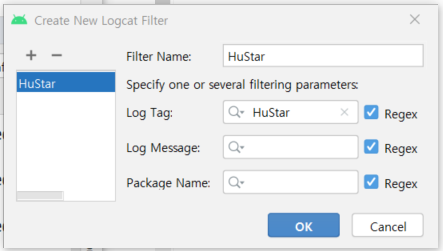 Create New Logcat Filter
Filter Name: HuStar
HuStar
Specify one or several filtering parameters:
Log Tag: HuStar Regex
Log Message: Regex
Package Name: Regex
OK Cancel